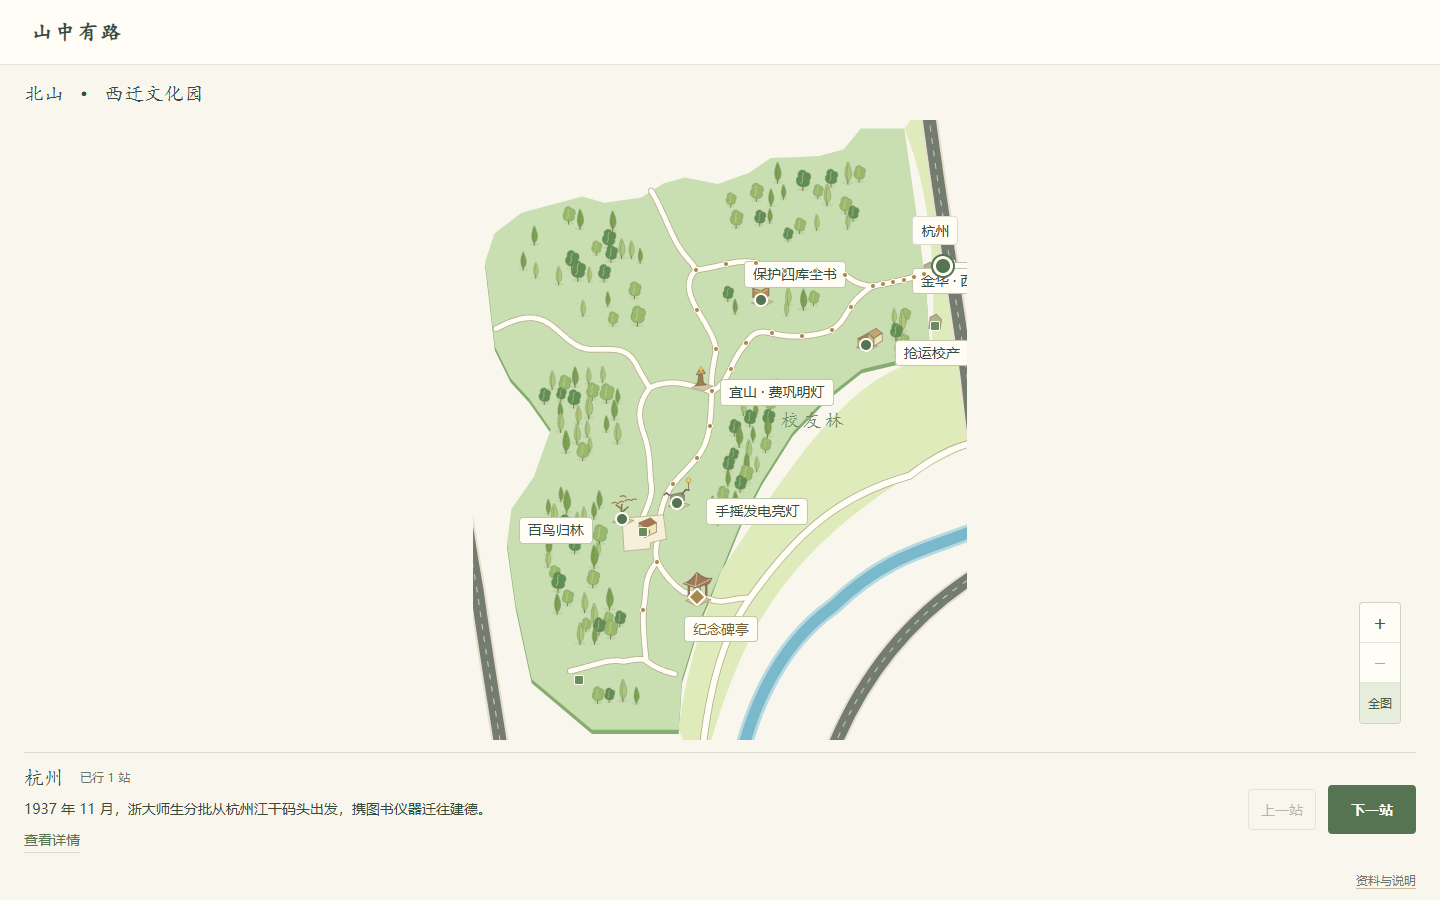 山中有路
北山 • 西迁文化园
杭州
保护四库全书
金华 · 西
抢运校产
宜山 · 费巩明灯
校友林
手摇发电亮灯
百鸟归林
纪念碑亭
+
−
全图
杭州 已行 1 站
1937 年 11 月，浙大师生分批从杭州江干码头出发，携图书仪器迁往建德。
查看详情
上一站
下一站
资料与说明